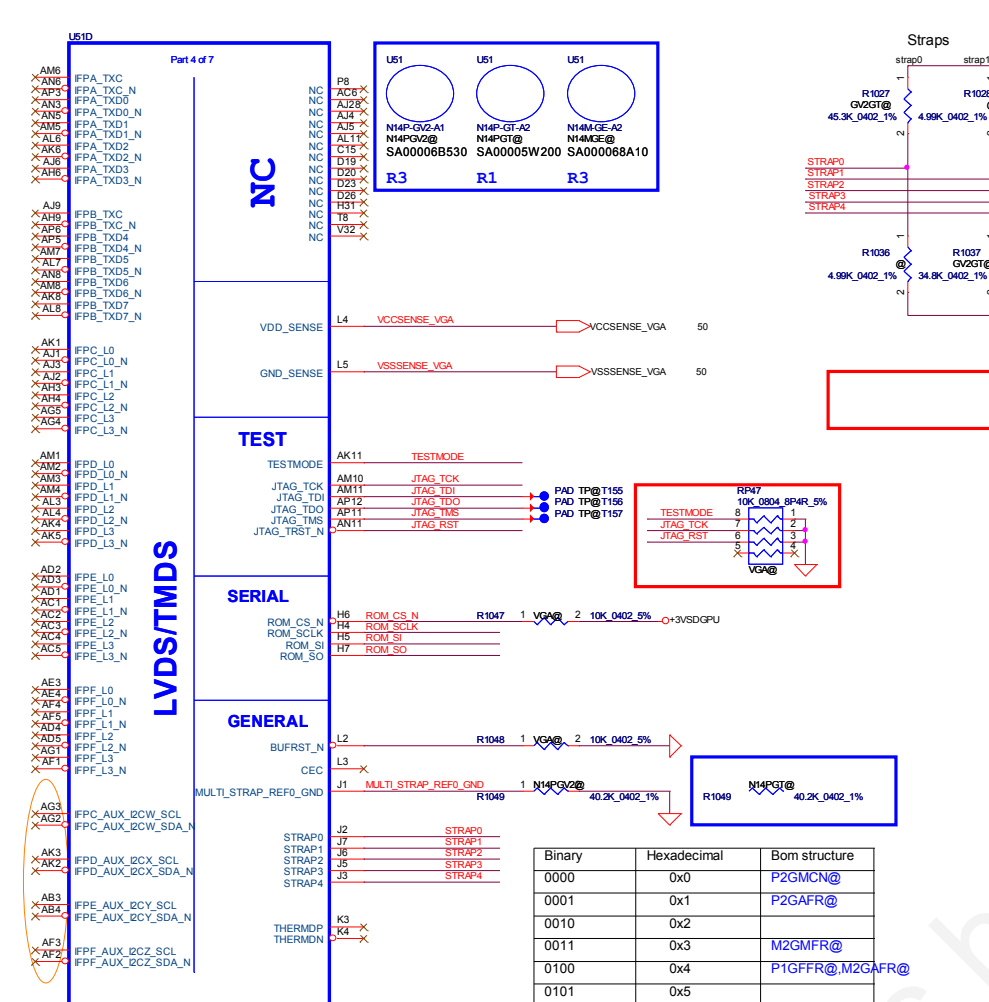 U51D
Part 4 of 7
AM6 IFPA_TXC
AN6 IFPA_TXC_N
AP3 IFPA_TXD0
AN3 IFPA_TXD0_N
AN5 IFPA_TXD1
AM5 IFPA_TXD1_N
AL6 IFPA_TXD2
AK6 IFPA_TXD2_N
AJ6 IFPA_TXD3
AH6 IFPA_TXD3_N
AJ9 IFPB_TXC
AH9 IFPB_TXC_N
AP6 IFPB_TXD4
AP5 IFPB_TXD4_N
AM7 IFPB_TXD5
AL7 IFPB_TXD5_N
AN8 IFPB_TXD6
AM8 IFPB_TXD6_N
AK8 IFPB_TXD7
AL8 IFPB_TXD7_N
AK1 IFPC_L0
AJ1 IFPC_L0_N
AJ3 IFPC_L1
AJ2 IFPC_L1_N
AH3 IFPC_L2
AH4 IFPC_L2_N
AG5 IFPC_L3
AG4 IFPC_L3_N
AM1 IFPD_L0
AM2 IFPD_L0_N
AM3 IFPD_L1
AM4 IFPD_L1_N
AL3 IFPD_L2
AL4 IFPD_L2_N
AK4 IFPD_L3
AK5 IFPD_L3_N
AD2 IFPE_L0
AD3 IFPE_L0_N
AD1 IFPE_L1
AC1 IFPE_L1_N
AC2 IFPE_L2
AC3 IFPE_L2_N
AC4 IFPE_L3
AC5 IFPE_L3_N
AE3 IFPF_L0
AE4 IFPF_L0_N
AF4 IFPF_L1
AF5 IFPF_L1_N
AD4 IFPF_L2
AD5 IFPF_L2_N
AG1 IFPF_L3
AF1 IFPF_L3_N
AG3 IFPC_AUX_I2CW_SCL
AG2 IFPC_AUX_I2CW_SDA_N
AK3 IFPD_AUX_I2CX_SCL
AK2 IFPD_AUX_I2CX_SDA_N
AB3 IFPE_AUX_I2CY_SCL
AB4 IFPE_AUX_I2CY_SDA_N
AF3 IFPF_AUX_I2CZ_SCL
AF2 IFPF_AUX_I2CZ_SDA_N
LVDS/TMDS
NC
NC P8
NC AC6
NC AJ28
NC AJ4
NC AJ5
NC AL11
NC C15
NC D19
NC D20
NC D23
NC D26
NC H31
NC T8
NC V32
VDD_SENSE L4 VCCSENSE_VGA VCCSENSE_VGA 50
GND_SENSE L5 VSSSENSE_VGA VSSSENSE_VGA 50
TEST
TESTMODE AK11 TESTMODE
JTAG_TCK AM10 JTAG_TCK
JTAG_TDI AM11 JTAG_TDI PAD TP@ T155
JTAG_TDO AP12 JTAG_TDO PAD TP@ T156
JTAG_TMS AP11 JTAG_TMS PAD TP@ T157
JTAG_TRST_N AN11 JTAG_RST
SERIAL
ROM_CS_N H6 ROM_CS_N R1047 1 VGA@ 2 10K_0402_5% +3VSDGPU
ROM_SCLK H4 ROM_SCLK
ROM_SI H5 ROM_SI
ROM_SO H7 ROM_SO
GENERAL
BUFRST_N L2 R1048 1 VGA@ 2 10K_0402_5%
CEC L3
MULTI_STRAP_REF0_GND J1 MULTI_STRAP_REF0_GND R1049 1 N14PGV2@ 2 40.2K_0402_1%
STRAP0 J2 STRAP0
STRAP1 J7 STRAP1
STRAP2 J6 STRAP2
STRAP3 J5 STRAP3
STRAP4 J3 STRAP4
THERMDP K3
THERMDN K4
U51 U51 U51
N14P-GV2-A1 N14P-GT-A2 N14M-GE-A2
N14PGV2@ N14PGT@ N14MGE@
SA00006B530 SA00005W200 SA000068A10
R3 R1 R3
Straps
strap0 strap1
1
R1027 R1028
GV2GT@
45.3K_0402_1% 4.99K_0402_1%
2
STRAP0
STRAP1
STRAP2
STRAP3
STRAP4
1
R1036 R1037
@ GV2GT@
4.99K_0402_1% 34.8K_0402_1%
2
RP47
10K_0804_8P4R_5%
TESTMODE 8 1
JTAG_TCK 7 2
JTAG_RST 6 3
5 4
VGA@
N14PGT@
R1049 40.2K_0402_1%
Binary Hexadecimal Bom structure
0000 0x0 P2GMCN@
0001 0x1 P2GAFR@
0010 0x2
0011 0x3 M2GMFR@
0100 0x4 P1GFFR@,M2GAFR@
0101 0x5